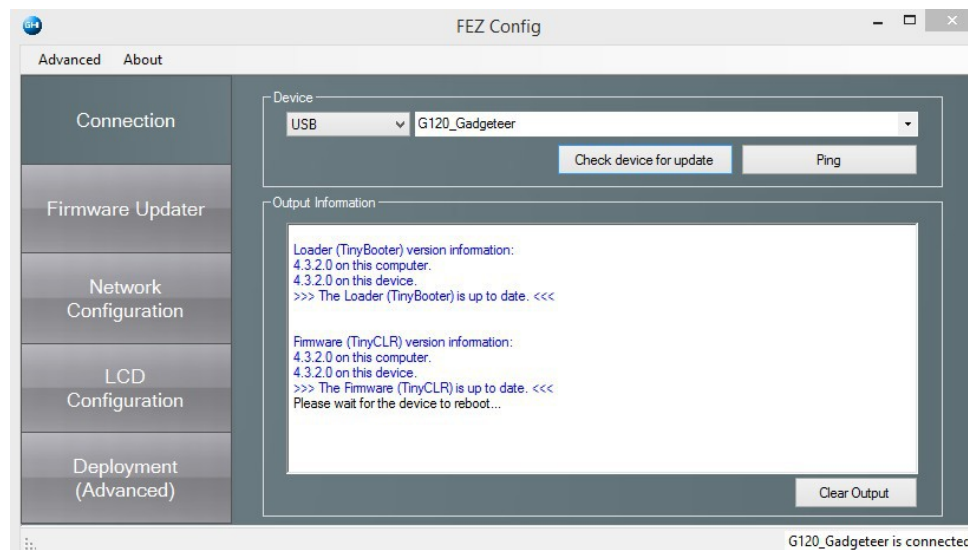 GHI
FEZ Config
Advanced About
Connection
Firmware Updater
Network
Configuration
LCD
Configuration
Deployment
(Advanced)
Device
USB
G120_Gadgeteer
Check device for update
Ping
Output Information
Loader (TinyBooter) version information:
4.3.2.0 on this computer.
4.3.2.0 on this device.
>>> The Loader (TinyBooter) is up to date. <<<
Firmware (TinyCLR) version information:
4.3.2.0 on this computer.
4.3.2.0 on this device.
>>> The Firmware (TinyCLR) is up to date. <<<
Please wait for the device to reboot...
Clear Output
G120_Gadgeteer is connected